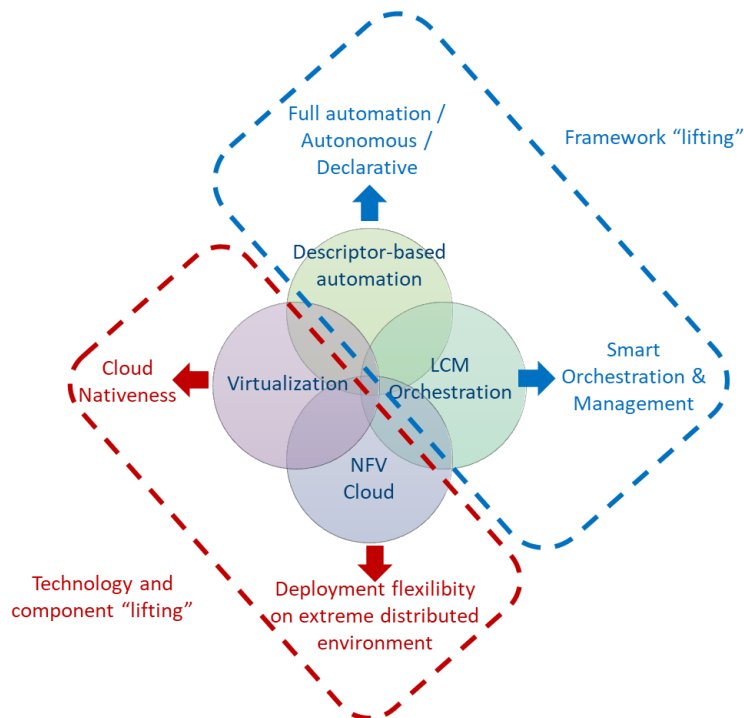 Full automation /
Autonomous /
Declarative
Framework “lifting”
Descriptor-based
automation
Cloud
Nativeness
Virtualization
LCM
Orchestration
Smart
Orchestration &
Management
NFV
Cloud
Technology and
component “lifting”
Deployment flexilibity
on extreme distributed
environment